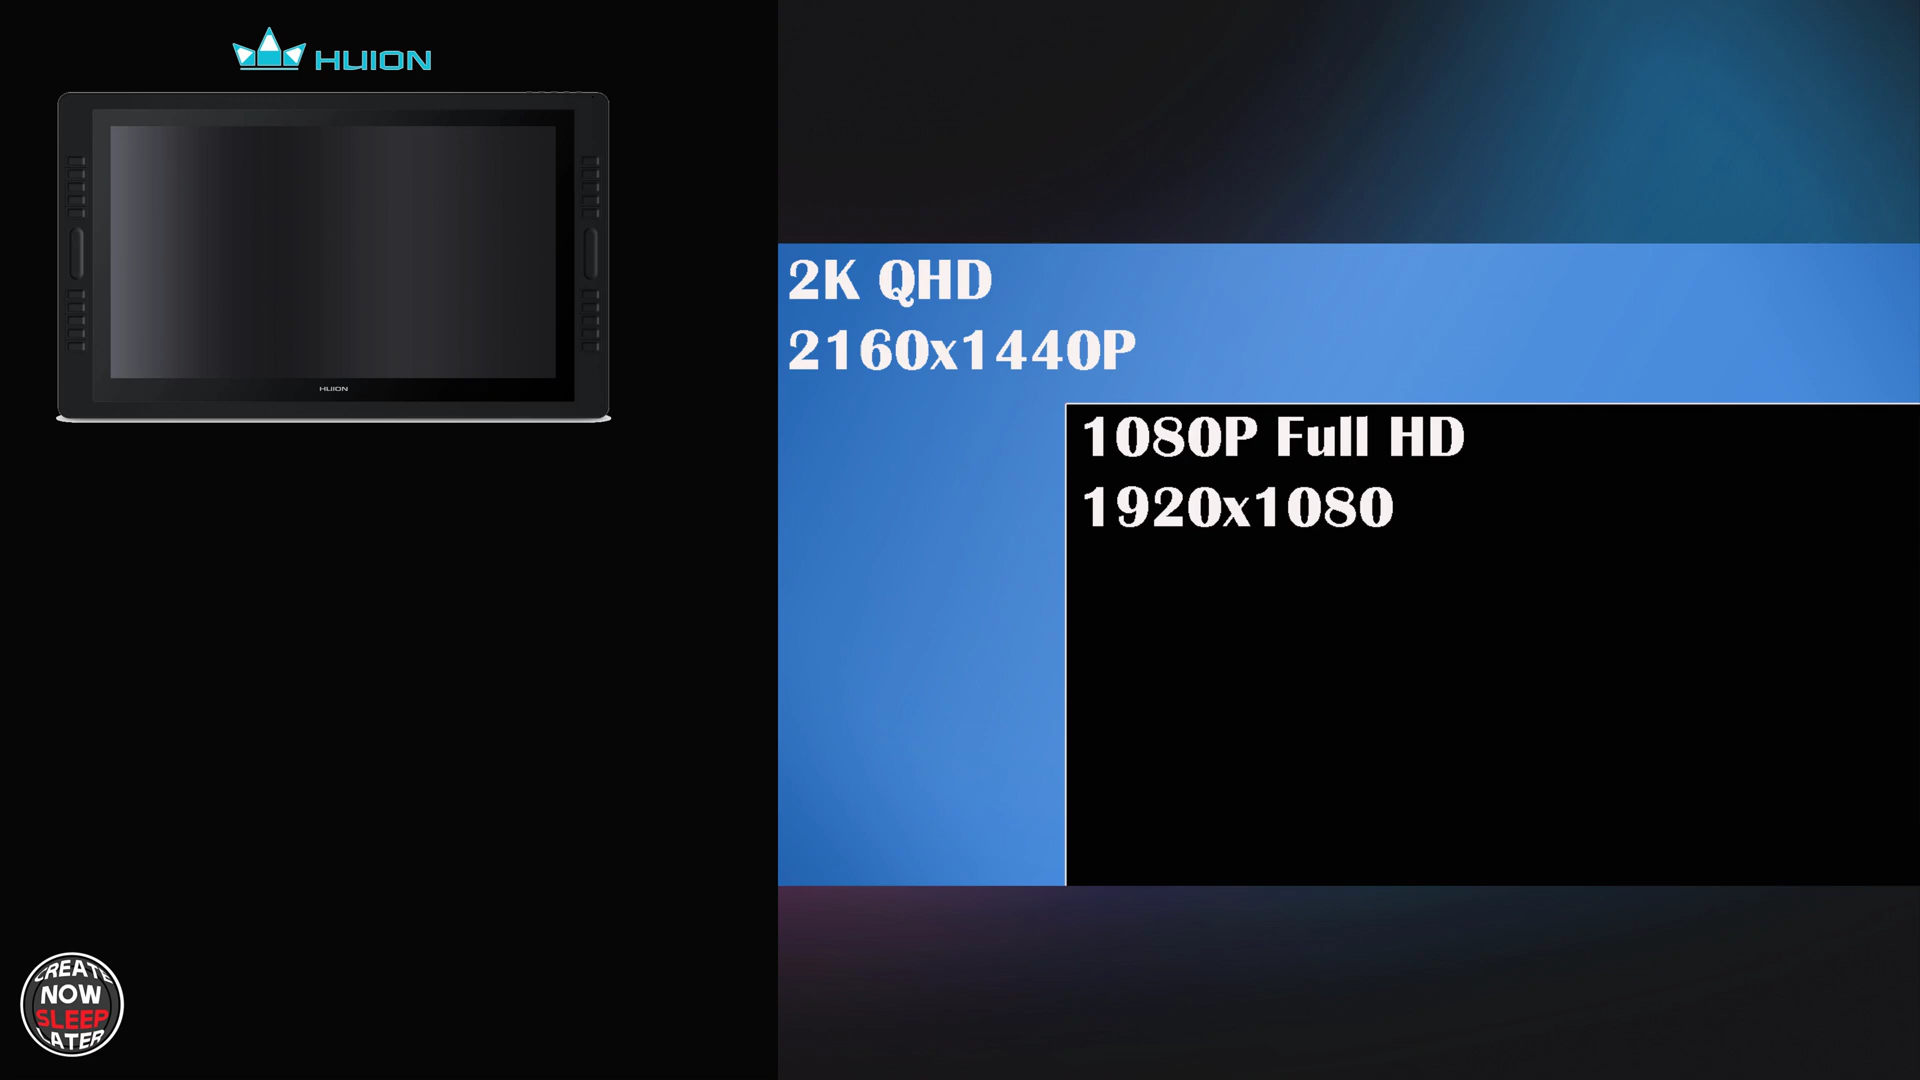 HUION
HUION
2K QHD
2160x1440P
1080P Full HD
1920x1080
CREATE
NOW
SLEEP
LATER